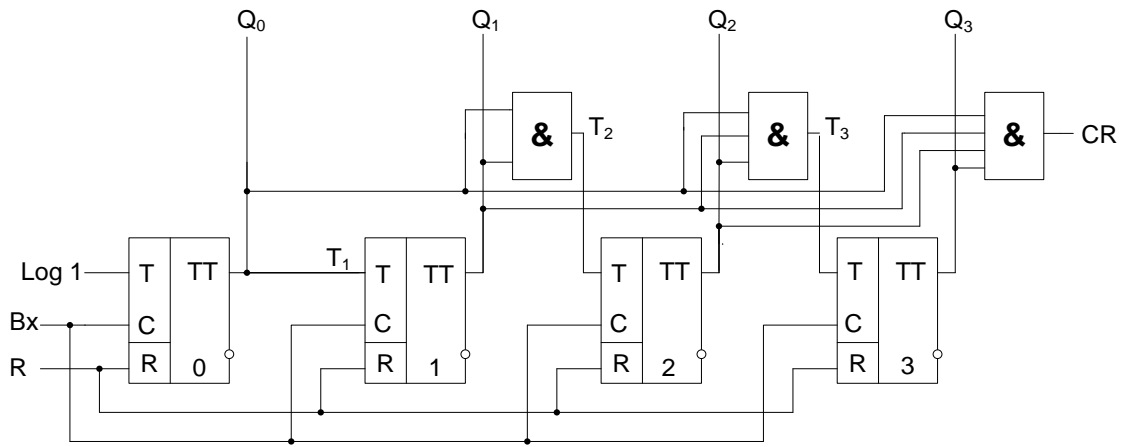 Q0 Q1 Q2 Q3
& T2 & T3 & CR
Log 1 T TT T1 T TT T TT T TT
Bx C C C C
R R 0 R 1 R 2 R 3